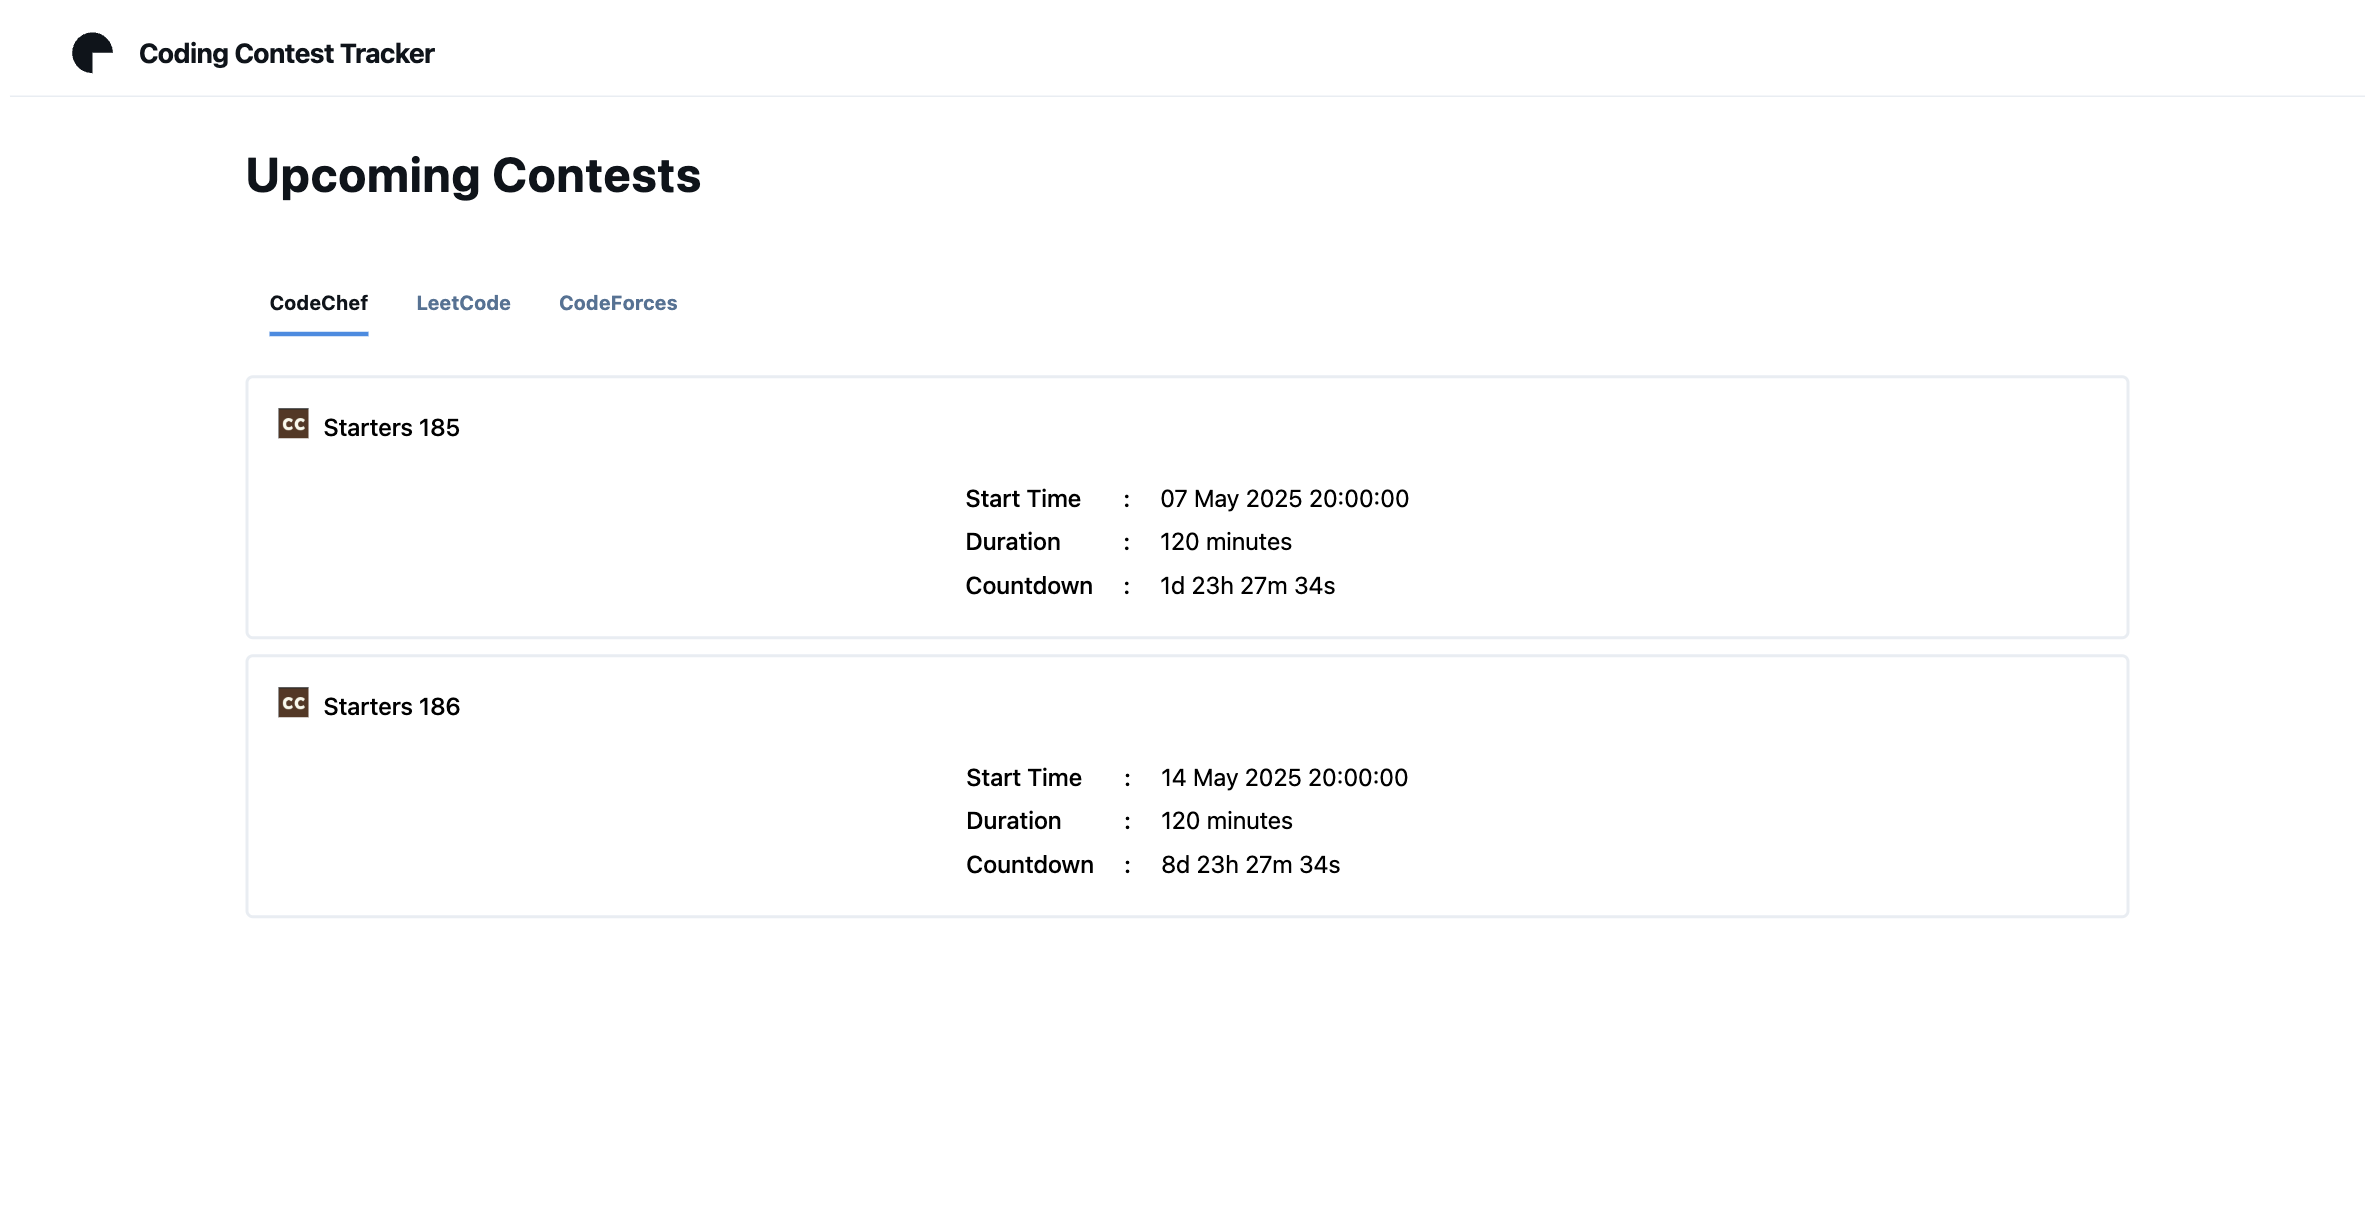 Coding Contest Tracker
Upcoming Contests
CodeChef LeetCode CodeForces
CC Starters 185
Start Time : 07 May 2025 20:00:00
Duration : 120 minutes
Countdown : 1d 23h 27m 34s
CC Starters 186
Start Time : 14 May 2025 20:00:00
Duration : 120 minutes
Countdown : 8d 23h 27m 34s